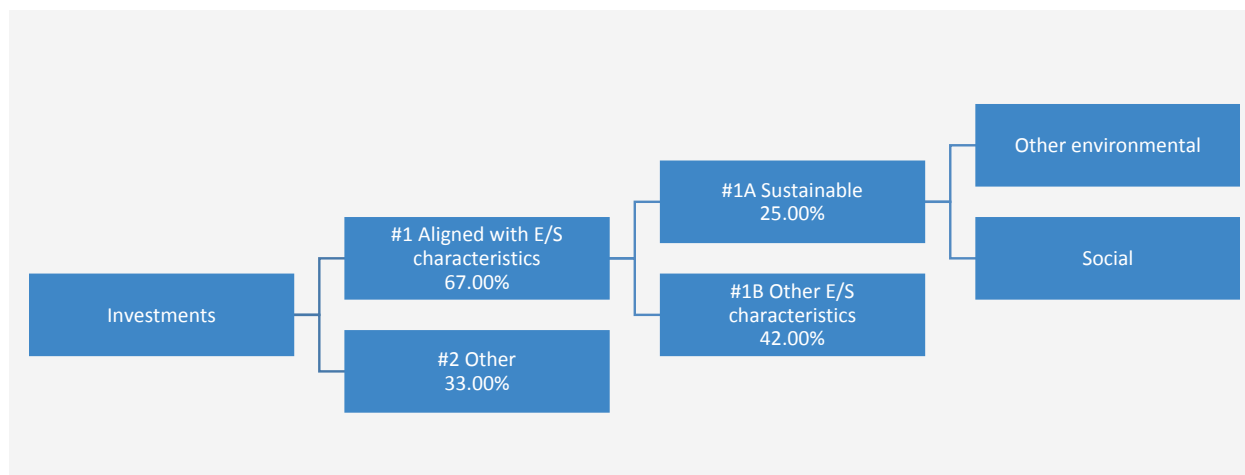 Investments
#1 Aligned with E/S
characteristics
67.00%
#2 Other
33.00%
#1A Sustainable
25.00%
#1B Other E/S
characteristics
42.00%
Other environmental
Social